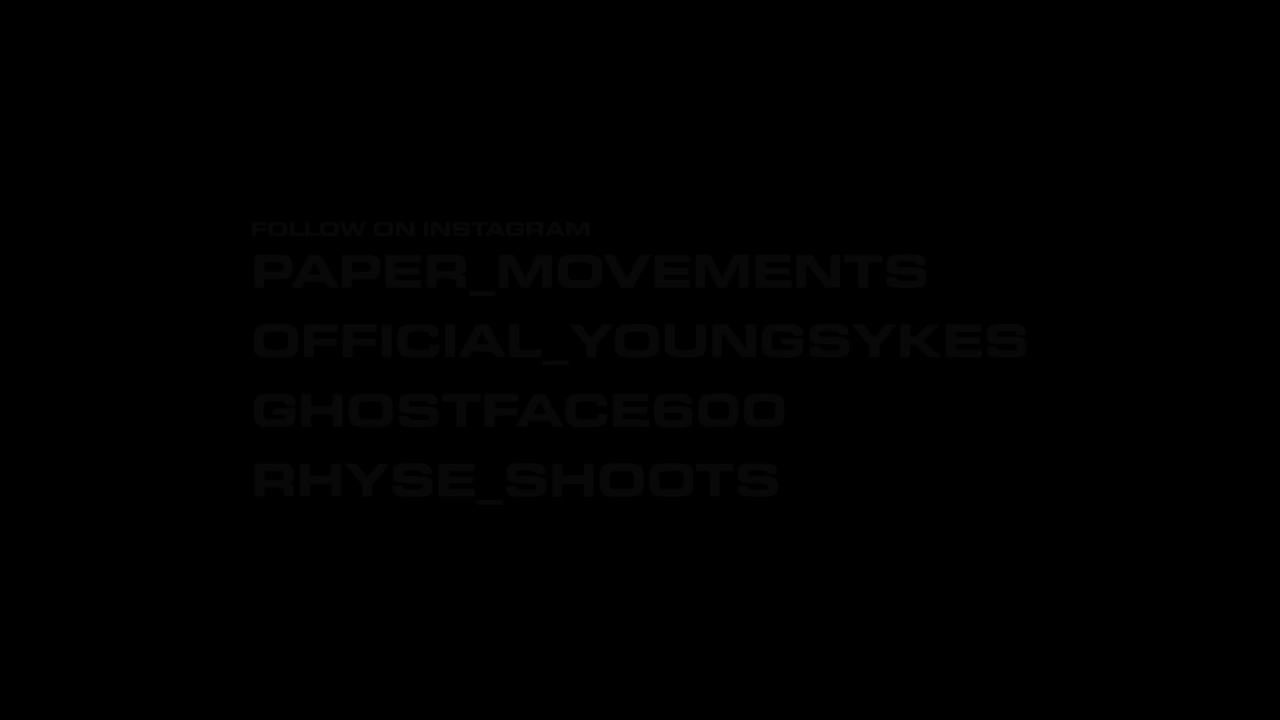 FOLLOW ON INSTAGRAM
PAPER_MOVEMENTS
OFFICIAL_YOUNGSYKES
GHOSTFACE600
RHYSE_SHOOTS